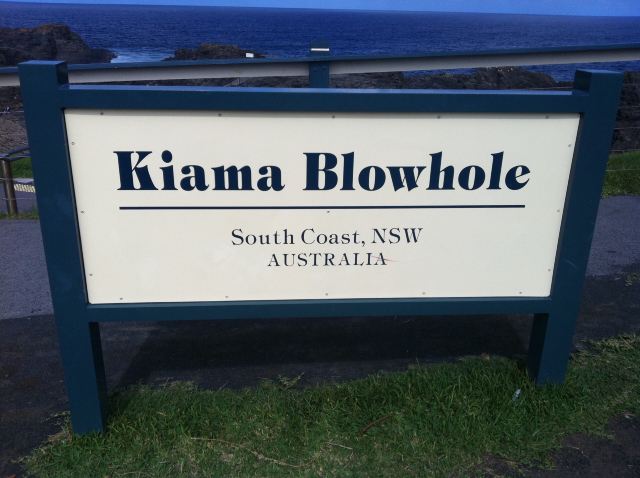 Kiama Blowhole
South Coast, NSW
AUSTRALIA